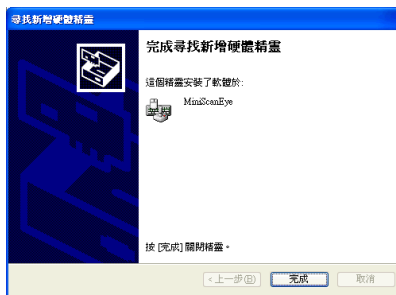 尋找新增硬體精靈
完成尋找新增硬體精靈
這個精靈安裝了軟體於:
MiniScanEye
按 [完成] 關閉精靈。
<上一步(B)
完成
取消